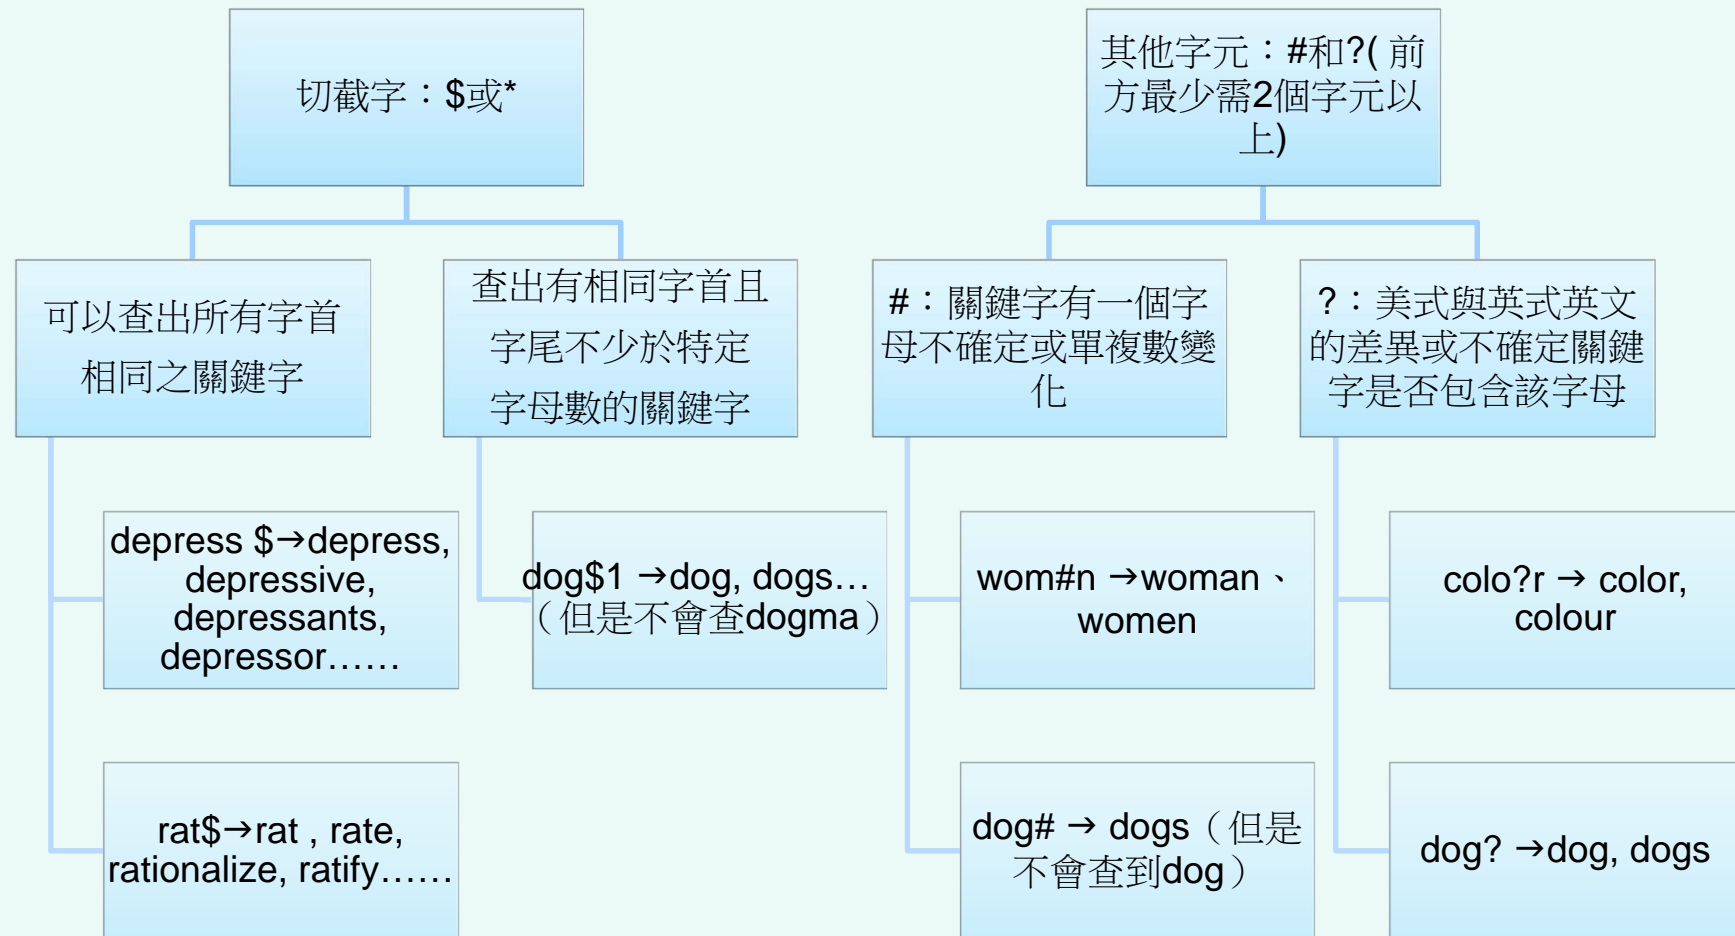 切截字：$或*
可以查出所有字首
相同之關鍵字
depress $→depress,
depressive,
depressants,
depressor……
rat$→rat , rate,
rationalize, ratify……
查出有相同字首且
字尾不少於特定
字母數的關鍵字
dog$1 →dog, dogs…
（但是不會查dogma）
其他字元：#和?( 前
方最少需2個字元以
上)
#：關鍵字有一個字
母不確定或單複數變
化
wom#n →woman、
women
dog# → dogs（但是
不會查到dog）
?：美式與英式英文
的差異或不確定關鍵
字是否包含該字母
colo?r → color,
colour
dog? →dog, dogs